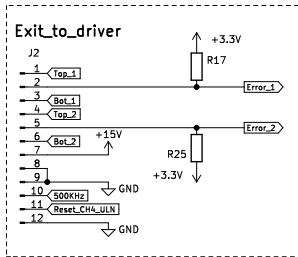 Exit_to_driver
J2
+3.3V
R17
1 Top_1
2 Error_1
3 Bot_1
4 Top_2
5 Error_2
6 Bot_2
+15V
7
R25
8
+3.3V
9 GND
10 500KHz
11 Reset_CH4_ULN
12 GND